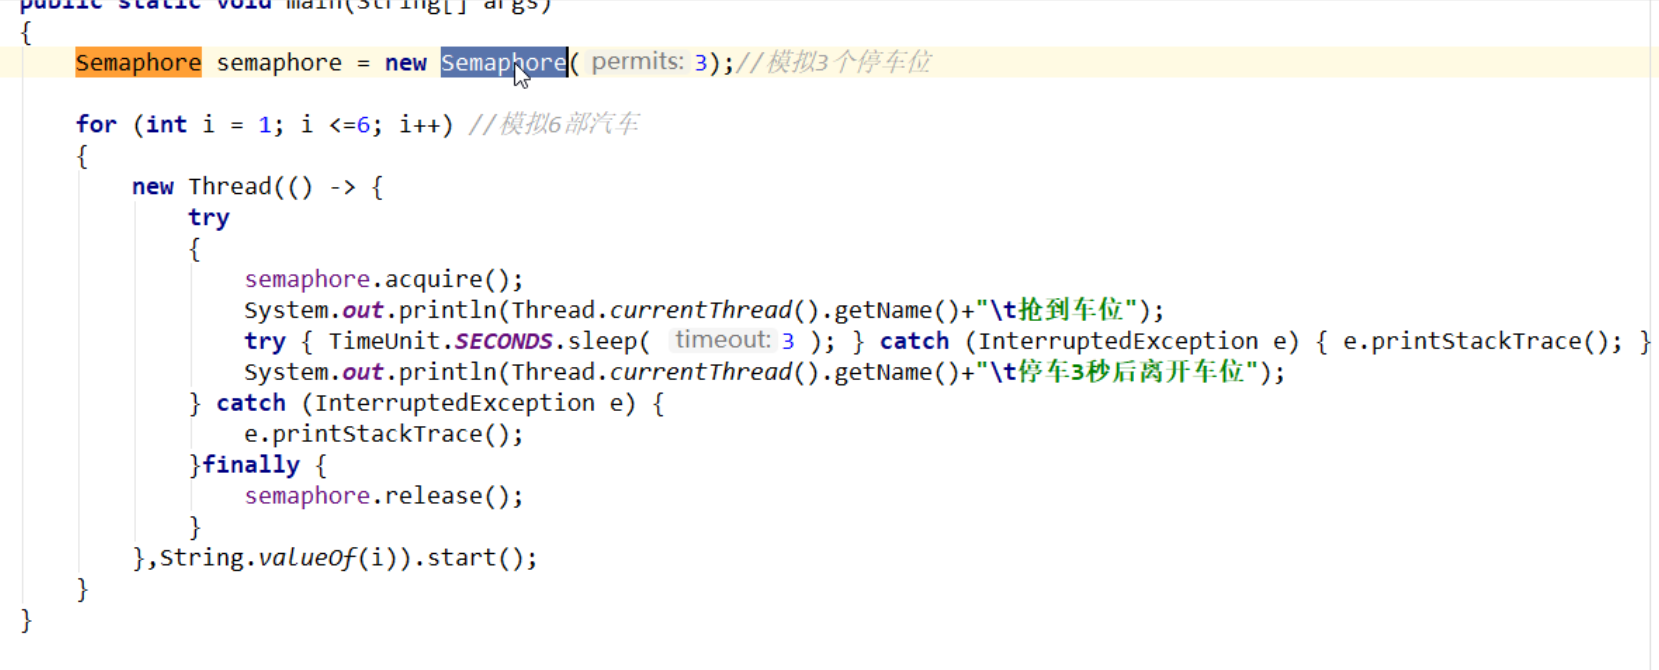 public static void main(String[] args)
{
Semaphore semaphore = new Semaphore( permits: 3);//模拟3个停车位
for (int i = 1; i <=6; i++) //模拟6部汽车
{
new Thread(() -> {
try
{
semaphore.acquire();
System.out.println(Thread.currentThread().getName()+"\t抢到车位");
try { TimeUnit.SECONDS.sleep( timeout: 3 ); } catch (InterruptedException e) { e.printStackTrace(); }
System.out.println(Thread.currentThread().getName()+"\t停车3秒后离开车位");
} catch (InterruptedException e) {
e.printStackTrace();
}finally {
semaphore.release();
}
},String.valueOf(i)).start();
}
}